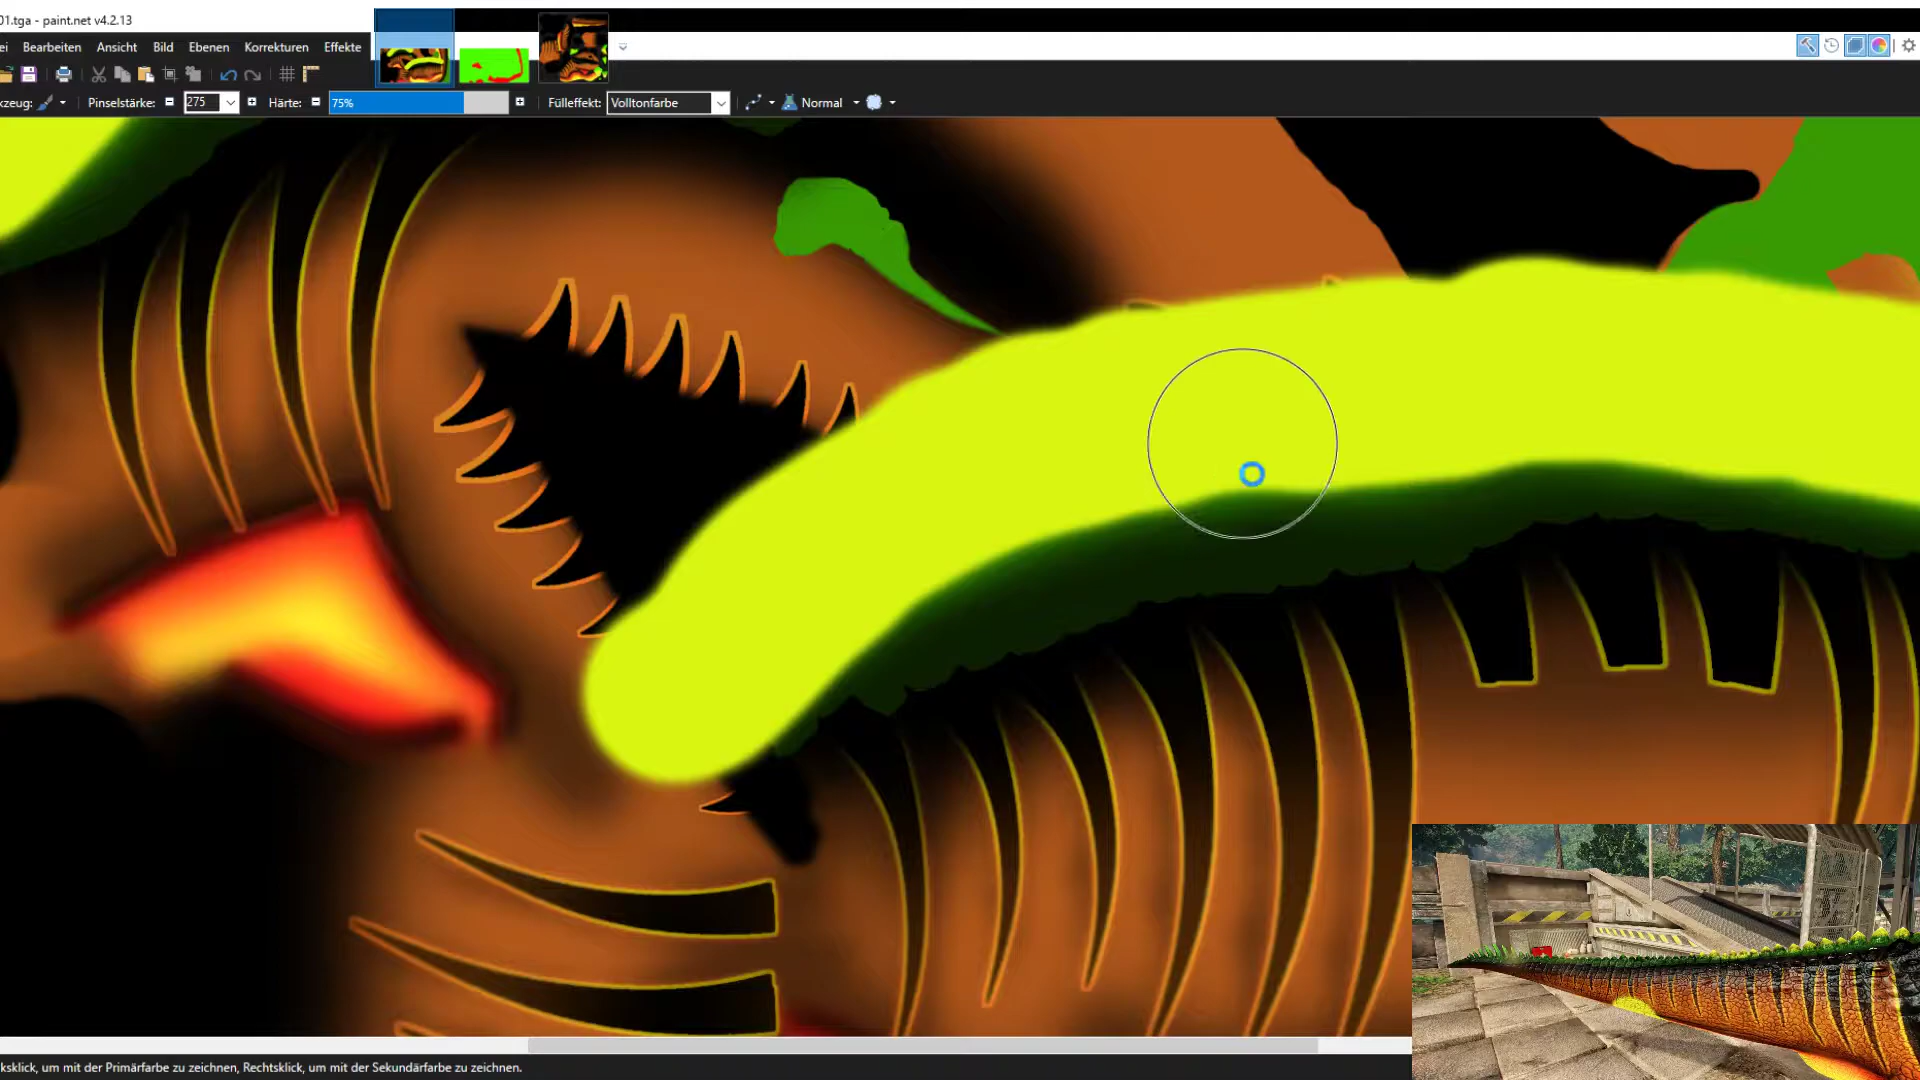 01.tga - paint.net v4.2.13
ei Bearbeiten Ansicht Bild Ebenen Korrekturen Effekte
kzeug: Pinselstärke: 275 Härte: 75% Fülleffekt: Volltonfarbe Normal
ksklick, um mit der Primärfarbe zu zeichnen, Rechtsklick, um mit der Sekundärfarbe zu zeichnen.